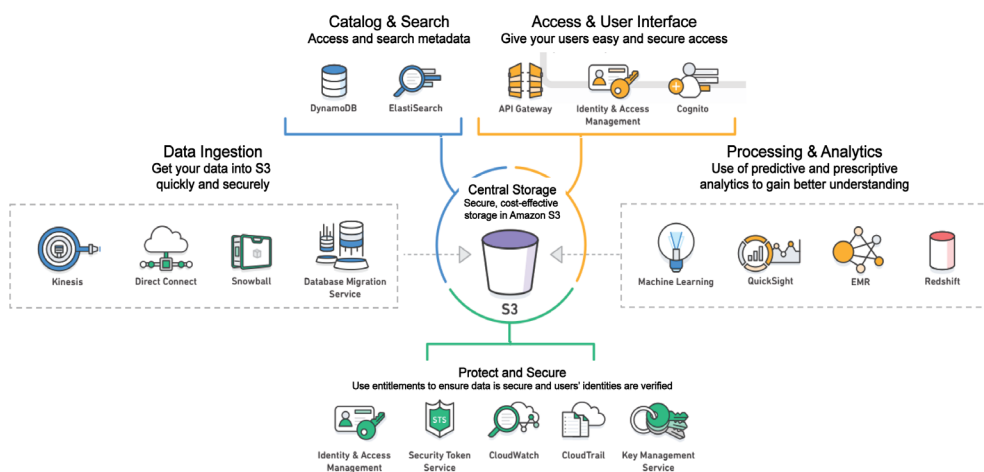 Catalog & Search
Access and search metadata
DynamoDB
ElastiSearch
Access & User Interface
Give your users easy and secure access
API Gateway
Identity & Access
Management
Cognito
Data Ingestion
Get your data into S3
quickly and securely
Kinesis
Direct Connect
Snowball
Database Migration
Service
Central Storage
Secure, cost-effective
storage in Amazon S3
S3
Processing & Analytics
Use of predictive and prescriptive
analytics to gain better understanding
Machine Learning
QuickSight
EMR
Redshift
Protect and Secure
Use entitlements to ensure data is secure and users' identities are verified
Identity & Access
Management
STS
Security Token
Service
CloudWatch
CloudTrail
Key Management
Service